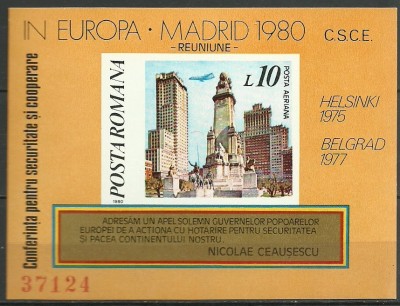 Conferința pentru securitate și cooperare
IN EUROPA · MADRID 1980
- REUNIUNE -
C.S.C.E.
POSTA ROMANA
L10
POSTA AERIANA
HELSINKI
1975
BELGRAD
1977
1980
ADRESAM UN APEL SOLEMN GUVERNELOR POPOARELOR
EUROPEI DE A ACTIONA CU HOTARIRE PENTRU SECURITATEA
SI PACEA CONTINENTULUI NOSTRU.
NICOLAE CEAUSESCU
37124